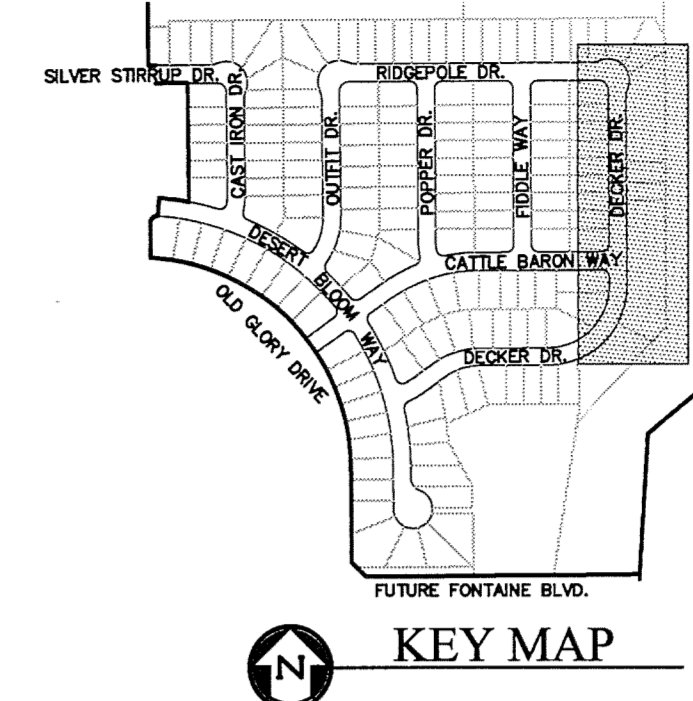 SILVER STIRRUP DR.
CAST IRON DR.
OUTFIT DR.
RIDGEPOLE DR.
POPPER DR.
FIDDLE WAY
DECKER DR.
DESERT BLOOM WAY
CATTLE BARON WAY
OLD GLORY DRIVE
DECKER DR.
FUTURE FONTAINE BLVD.
N
KEY MAP